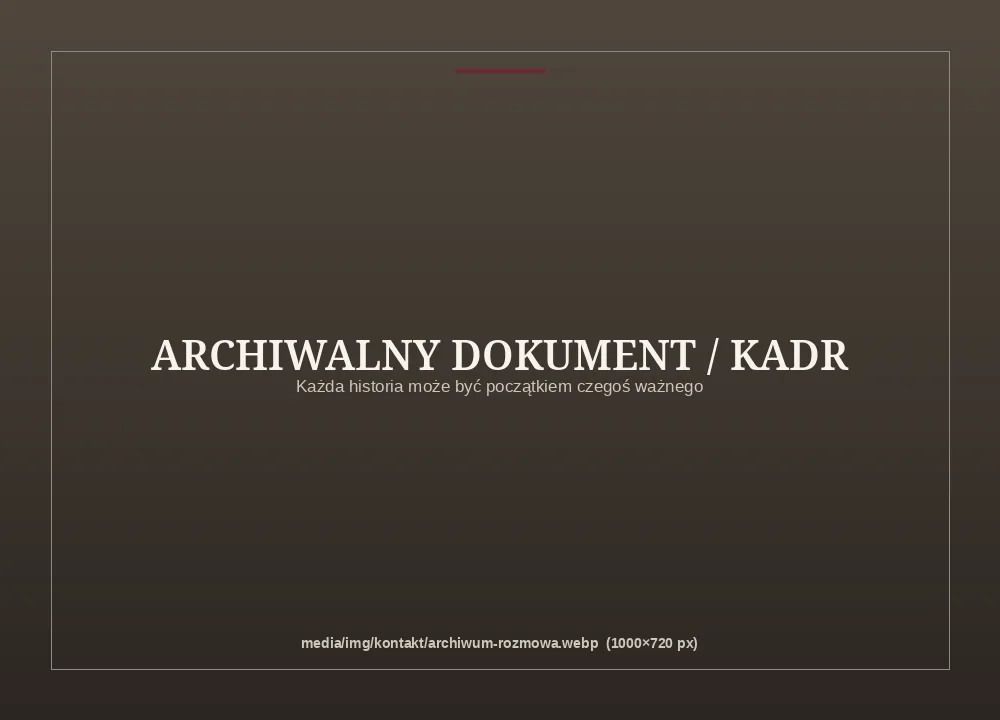 ARCHIWALNY DOKUMENT / KADR
Każda historia może być początkiem czegoś ważnego
media/img/kontakt/archiwum-rozmowa.webp (1000×720 px)